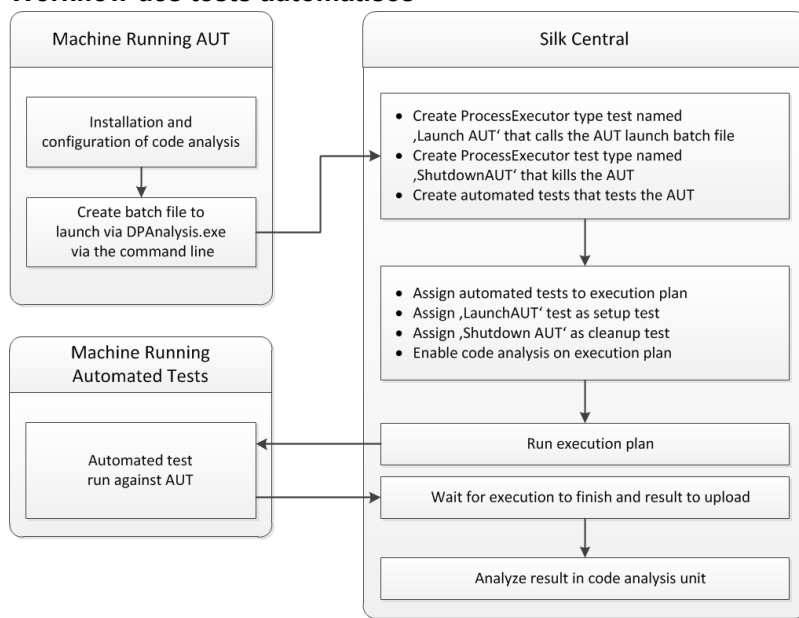 Workflow des tests automatisés
Machine Running AUT
Installation and
configuration of code analysis
Create batch file to
launch via DPAnalysis.exe
via the command line
Silk Central
• Create ProcessExecutor type test named
‚Launch AUT‘ that calls the AUT launch batch file
• Create ProcessExecutor test type named
‚ShutdownAUT‘ that kills the AUT
• Create automated tests that tests the AUT
• Assign automated tests to execution plan
• Assign ‚LaunchAUT‘ test as setup test
• Assign ‚Shutdown AUT‘ as cleanup test
• Enable code analysis on execution plan
Machine Running
Automated Tests
Automated test
run against AUT
Run execution plan
Wait for execution to finish and result to upload
Analyze result in code analysis unit